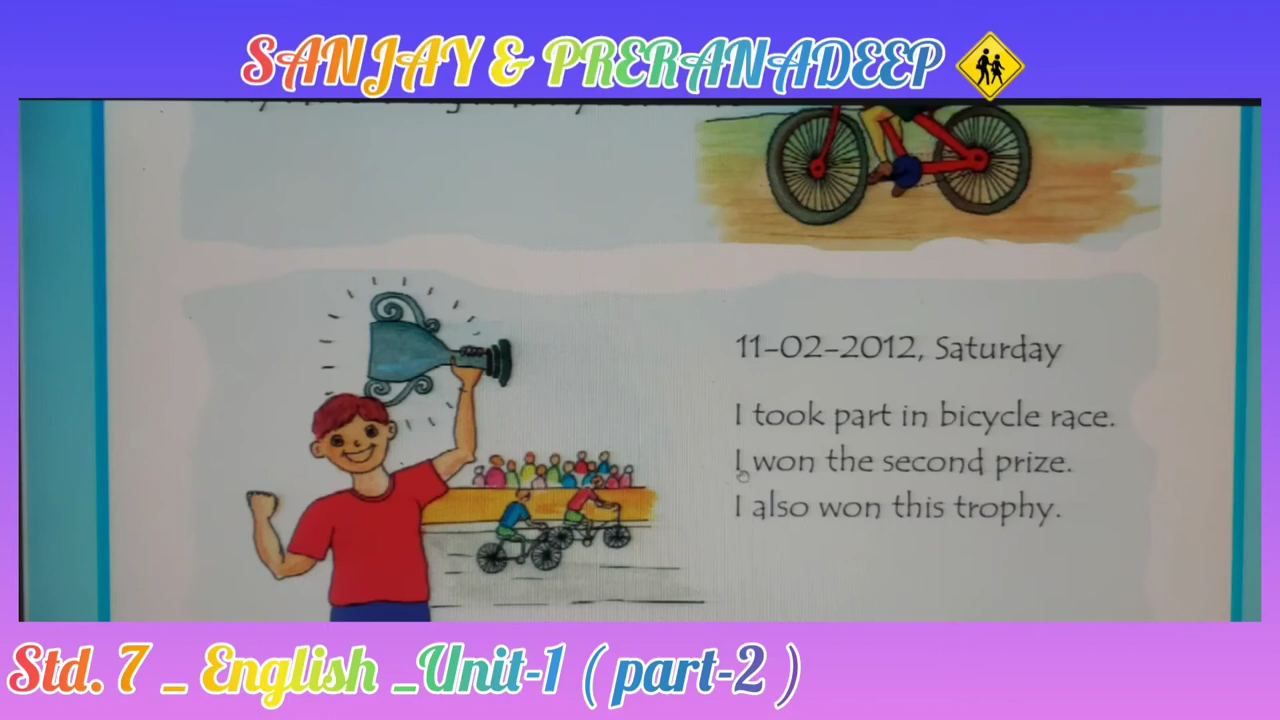 SANJAY & PRERANADEEP
11-02-2012, Saturday
I took part in bicycle race.
I won the second prize.
I also won this trophy.
Std. 7 _ English _Unit-1 ( part-2 )